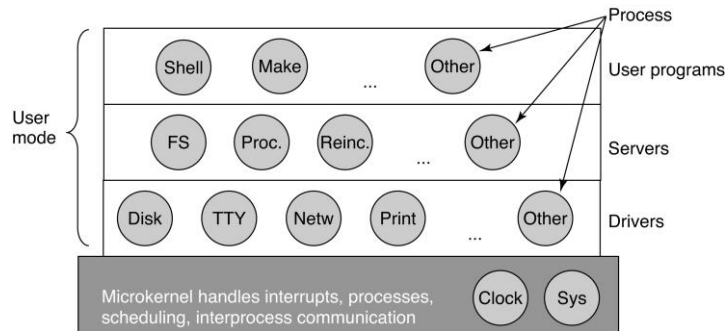 Process
Shell Make ... Other User programs
User
mode
FS Proc. Reinc. ... Other Servers
Disk TTY Netw Print ... Other Drivers
Microkernel handles interrupts, processes,
scheduling, interprocess communication
Clock Sys